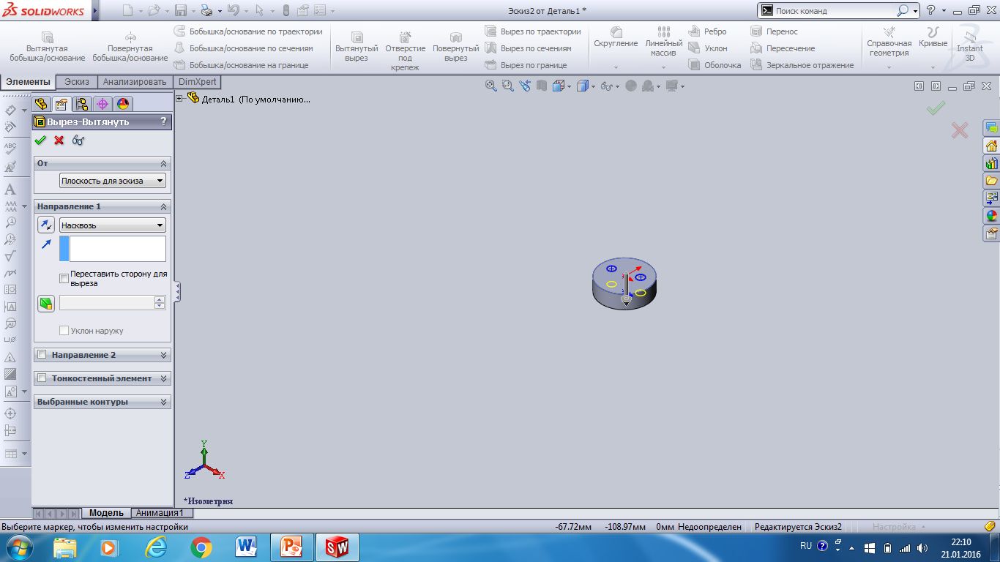 SOLIDWORKS
Эскиз2 от Деталь1 *
Поиск команд
?
Вытянутая бобышка/основание
Повернутая бобышка/основание
Бобышка/основание по траектории
Бобышка/основание по сечениям
Бобышка/основание на границе
Вытянутый вырез
Отверстие под крепеж
Повернутый вырез
Вырез по траектории
Вырез по сечениям
Вырез по границе
Скругление
Линейный массив
Ребро
Уклон
Оболочка
Перенос
Пересечение
Зеркальное отражение
Справочная геометрия
Кривые
Instant 3D
Элементы
Эскиз
Анализировать
DimXpert
Деталь1 (По умолчанию...
Вырез-Вытянуть
?
От
Плоскость для эскиза
Направление 1
Насквозь
Переставить сторону для
выреза
Уклон наружу
Направление 2
Тонкостенный элемент
Выбранные контуры
ABC
A
AAA
AAA
Y
Z
X
*Изометрия
Модель
Анимация1
Выберите маркер, чтобы изменить настройки
-67.72мм
-108.97мм
0мм
Недоопределен
Редактируется Эскиз2
Настройка
RU
22:10
21.01.2016